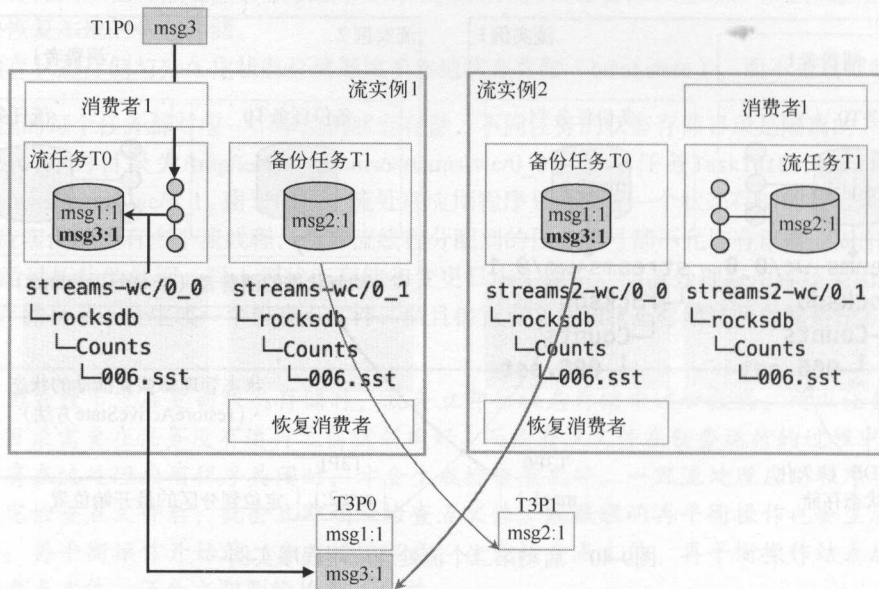 T1P0 msg3
流实例1
消费者1
流任务T0
msg1:1
msg3:1
streams-wc/0_0
rocksdb
Counts
006.sst
备份任务T1
msg2:1
streams-wc/0_1
rocksdb
Counts
006.sst
恢复消费者
流实例2
备份任务T0
msg1:1
msg3:1
streams2-wc/0_0
rocksdb
Counts
006.sst
恢复消费者
消费者1
流任务T1
msg2:1
streams2-wc/0_1
rocksdb
Counts
006.sst
T3P0
msg1:1
msg3:1
T3P1
msg2:1